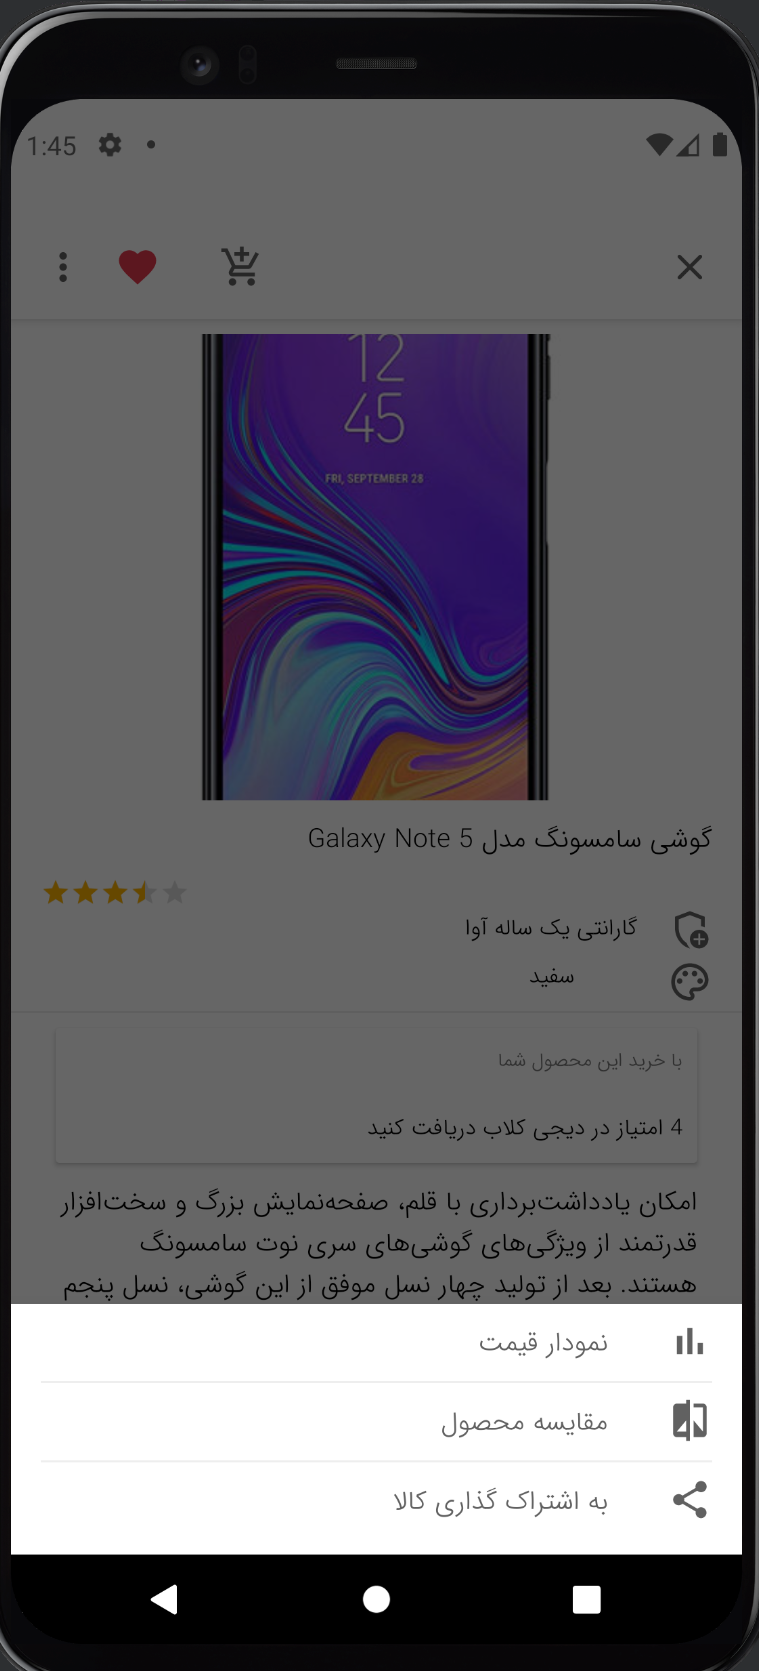 1:45
12
45
FRI, SEPTEMBER 28
گوشی سامسونگ مدل Galaxy Note 5
گارانتی یک ساله آوا
سفید
با خرید این محصول شما
4 امتیاز در دیجی کلاب دریافت کنید
امکان یادداشت‌برداری با قلم، صفحه‌نمایش بزرگ و سخت‌افزار
قدرتمند از ویژگی‌های گوشی‌های سری نوت سامسونگ
هستند. بعد از تولید چهار نسل موفق از این گوشی، نسل پنجم
نمودار قیمت
مقایسه محصول
به اشتراک گذاری کالا